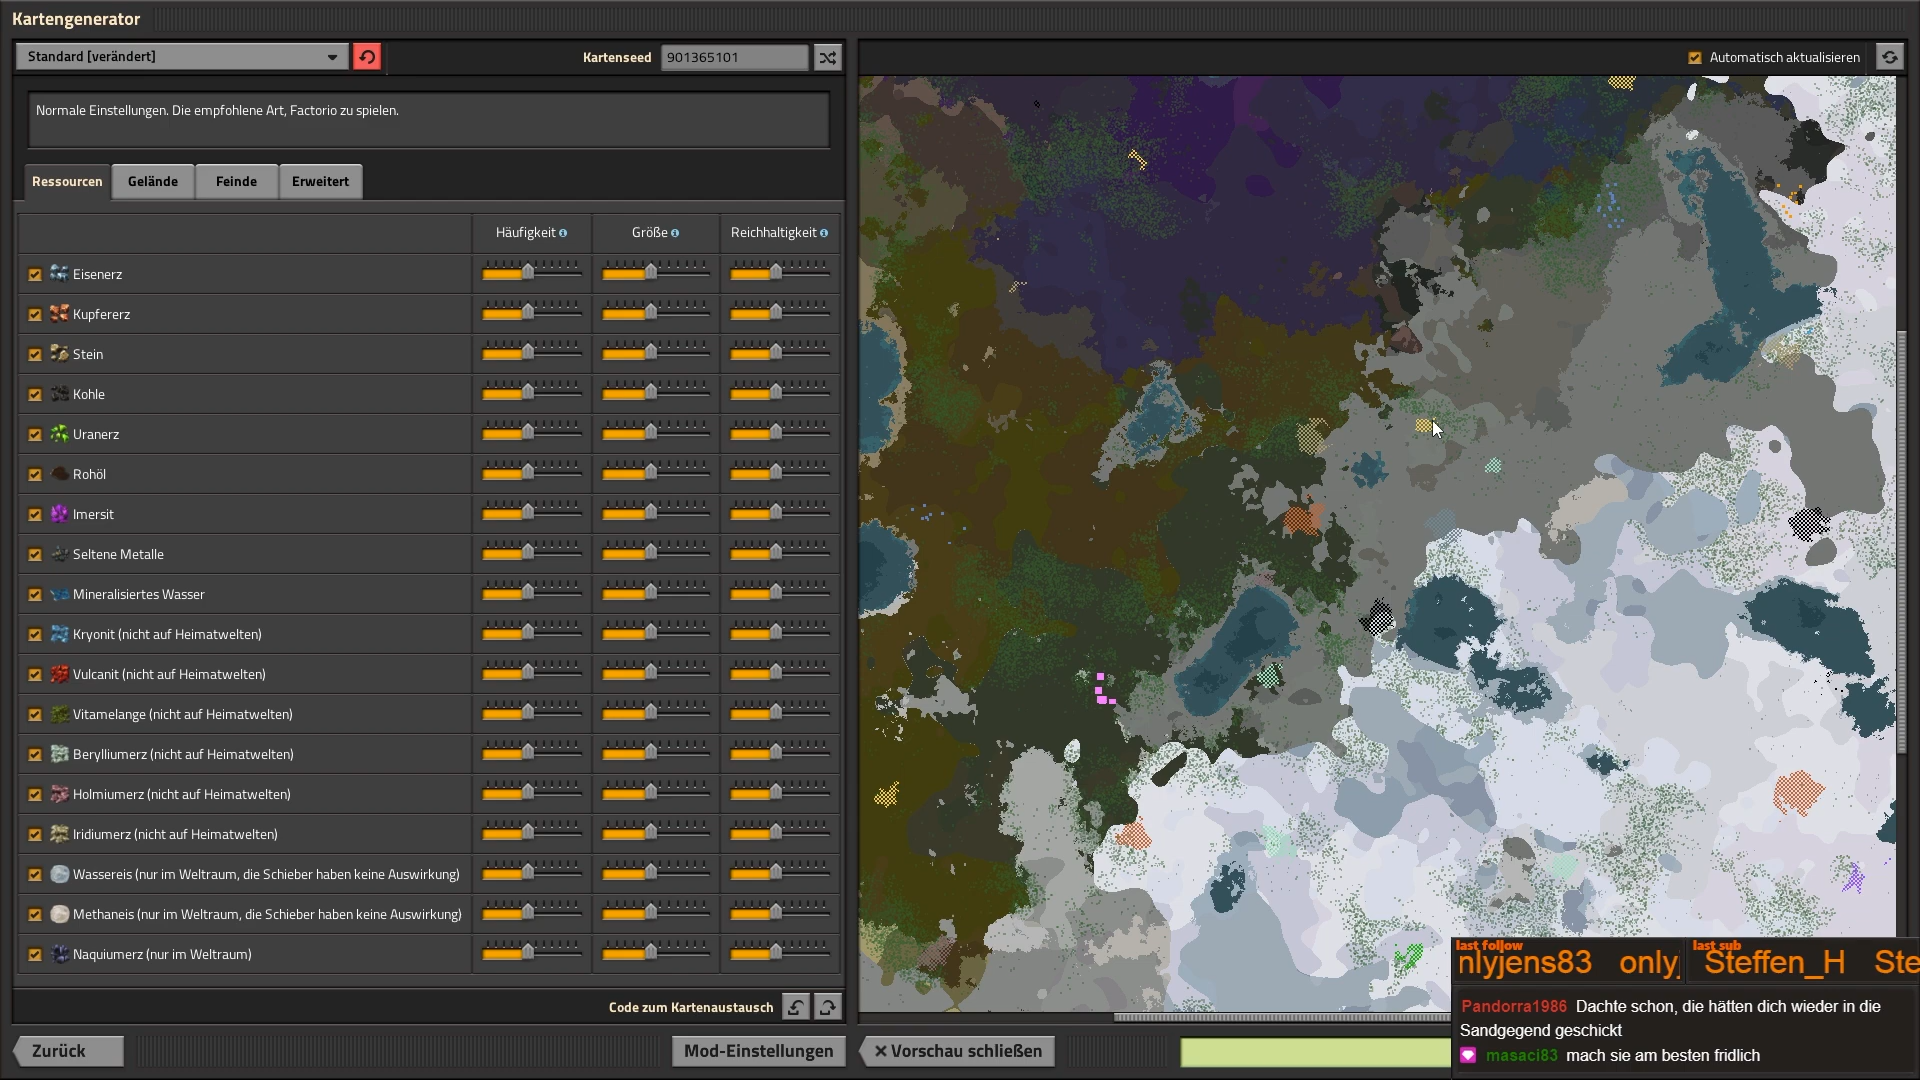 Kartengenerator
Standard [verändert]
Kartenseed
901365101
Automatisch aktualisieren
Normale Einstellungen. Die empfohlene Art, Factorio zu spielen.
Ressourcen
Gelände
Feinde
Erweitert
Häufigkeit
Größe
Reichhaltigkeit
Eisenerz
Kupfererz
Stein
Kohle
Uranerz
Rohöl
Imersit
Seltene Metalle
Mineralisiertes Wasser
Kryonit (nicht auf Heimatwelten)
Vulcanit (nicht auf Heimatwelten)
Vitamelange (nicht auf Heimatwelten)
Berylliumerz (nicht auf Heimatwelten)
Holmiumerz (nicht auf Heimatwelten)
Iridiumerz (nicht auf Heimatwelten)
Wassereis (nur im Weltraum, die Schieber haben keine Auswirkung)
Methaneis (nur im Weltraum, die Schieber haben keine Auswirkung)
Naquiumerz (nur im Weltraum)
Code zum Kartenaustausch
Zurück
Mod-Einstellungen
Vorschau schließen
last follow
nlyjens83 only
last sub
Steffen_H Ste
Pandorra1986 Dachte schon, die hätten dich wieder in die
Sandgegend geschickt
masaci83 mach sie am besten fridlich